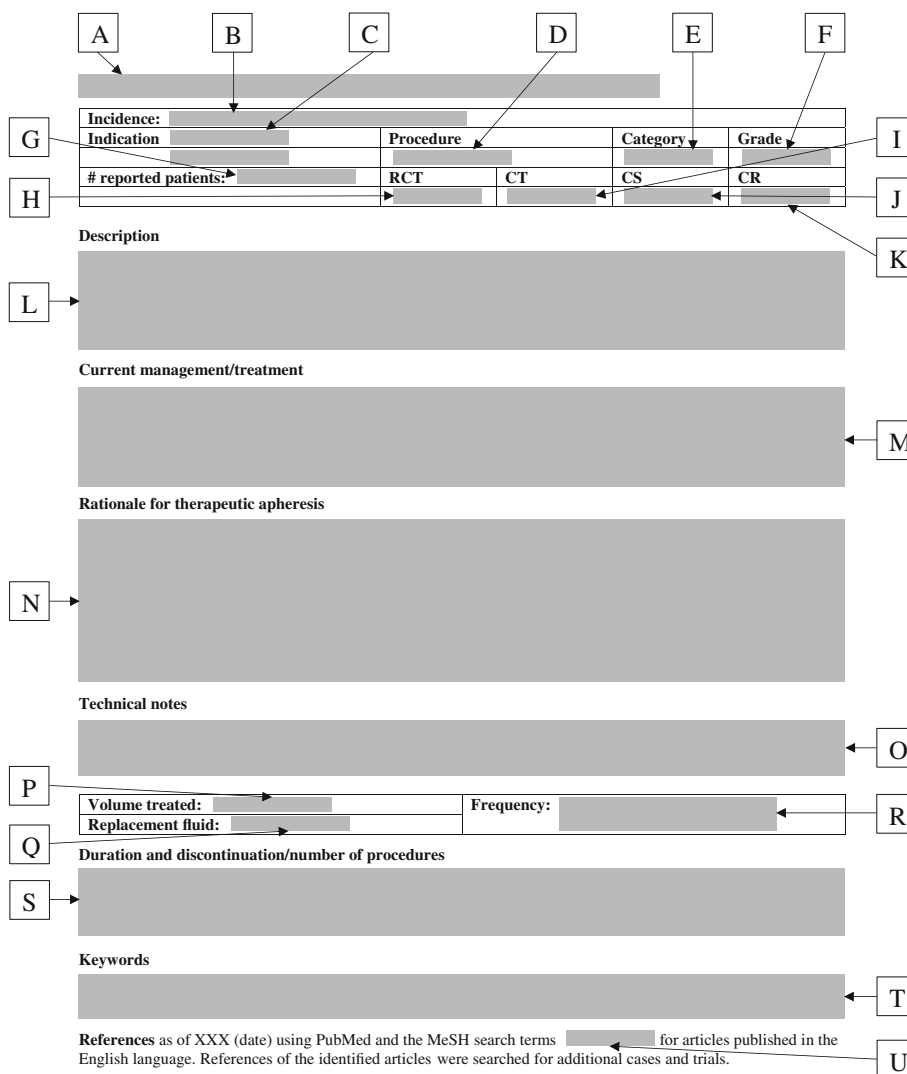 A B C D E F
Incidence:
Indication Procedure Category Grade
G I
# reported patients: RCT CT CS CR
H J
Description
K
L
Current management/treatment
M
Rationale for therapeutic apheresis
N
Technical notes
O
P
Volume treated: Frequency:
R
Replacement fluid:
Q
Duration and discontinuation/number of procedures
S
Keywords
T
References as of XXX (date) using PubMed and the MeSH search terms for articles published in the
English language. References of the identified articles were searched for additional cases and trials.
U